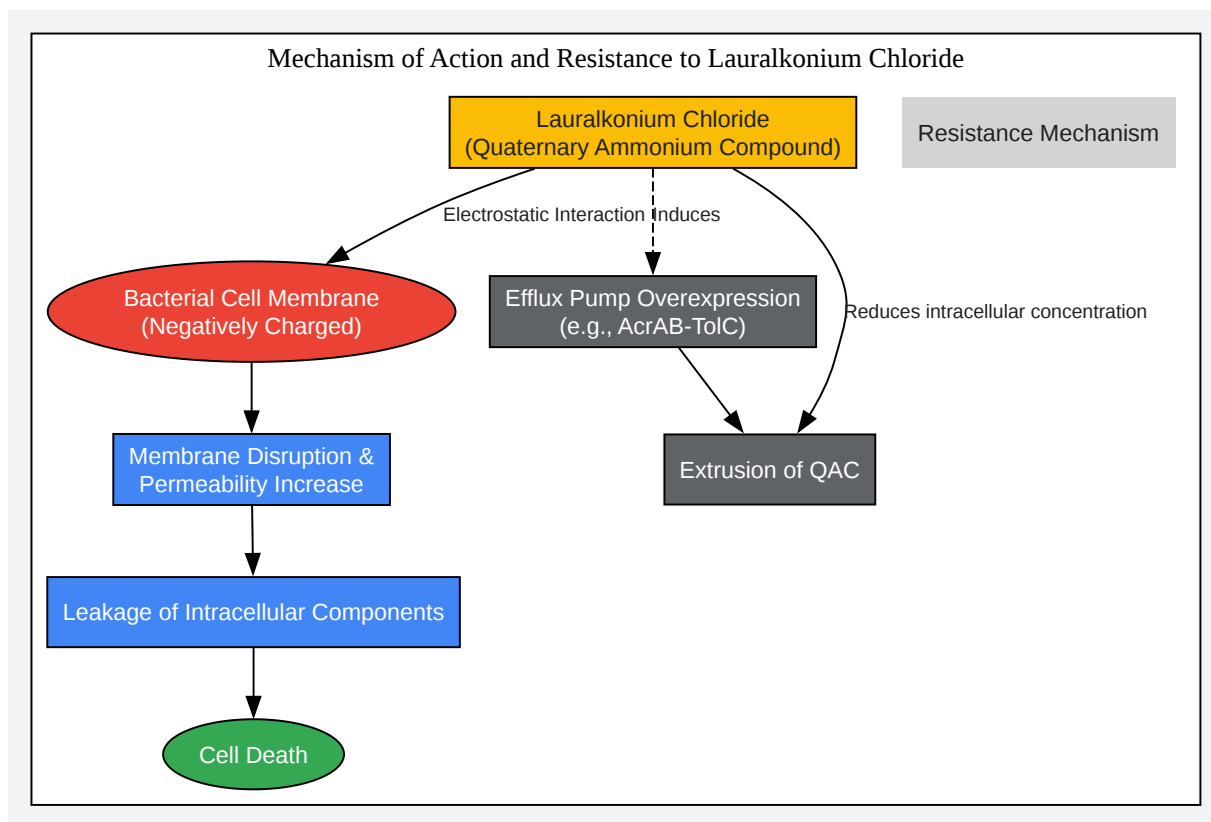 Mechanism of Action and Resistance to Lauralkonium Chloride
Lauralkonium Chloride
(Quaternary Ammonium Compound)
Resistance Mechanism
Electrostatic Interaction
Induces
Bacterial Cell Membrane
(Negatively Charged)
Efflux Pump Overexpression
(e.g., AcrAB-TolC)
Reduces intracellular concentration
Membrane Disruption &
Permeability Increase
Extrusion of QAC
Leakage of Intracellular Components
Cell Death